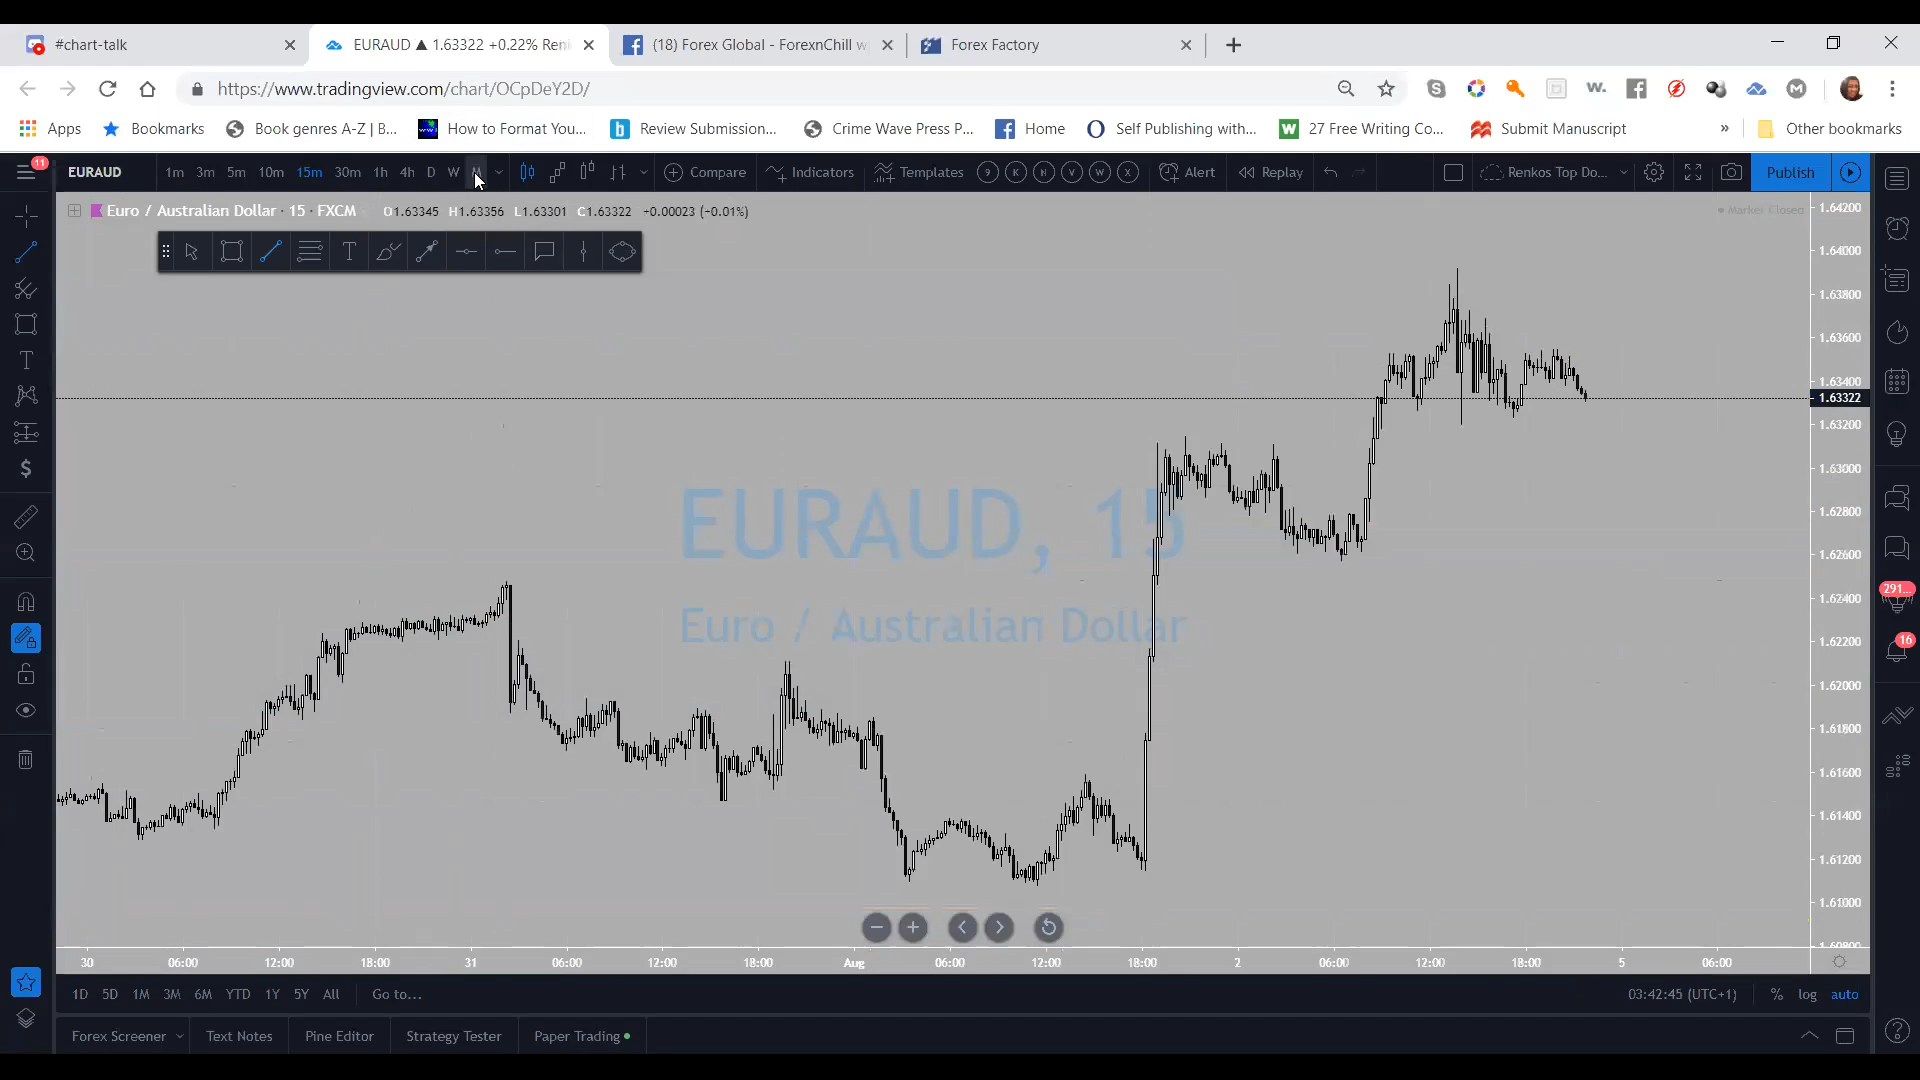 #chart-talk
EURAUD ▲ 1.63322 +0.22% Reni
(18) Forex Global - ForexnChill w
Forex Factory
https://www.tradingview.com/chart/OCpDeY2D/
Apps
Bookmarks
Book genres A-Z | B...
How to Format You...
Review Submission...
Crime Wave Press P...
Home
Self Publishing with...
27 Free Writing Co...
Submit Manuscript
»
Other bookmarks
11
EURAUD
1m 3m 5m 10m 15m 30m 1h 4h D W M
Compare
Indicators
Templates
9 K N V W X
Alert
Replay
Renkos Top Do...
Publish
Euro / Australian Dollar · 15 · FXCM
O1.63345 H1.63356 L1.63301 C1.63322 +0.00023 (−0.01%)
Market Closed
1.64200
1.64000
1.63800
1.63600
1.63400
1.63322
1.63200
1.63000
1.62800
1.62600
1.62400
1.62200
1.62000
1.61800
1.61600
1.61400
1.61200
1.61000
1.60800
EURAUD, 15
Euro / Australian Dollar
291...
16
30 06:00 12:00 18:00 31 06:00 12:00 18:00 Aug 06:00 12:00 18:00 2 06:00 12:00 18:00 5 06:00
1D 5D 1M 3M 6M YTD 1Y 5Y All Go to...
03:42:45 (UTC+1) % log auto
Forex Screener
Text Notes
Pine Editor
Strategy Tester
Paper Trading